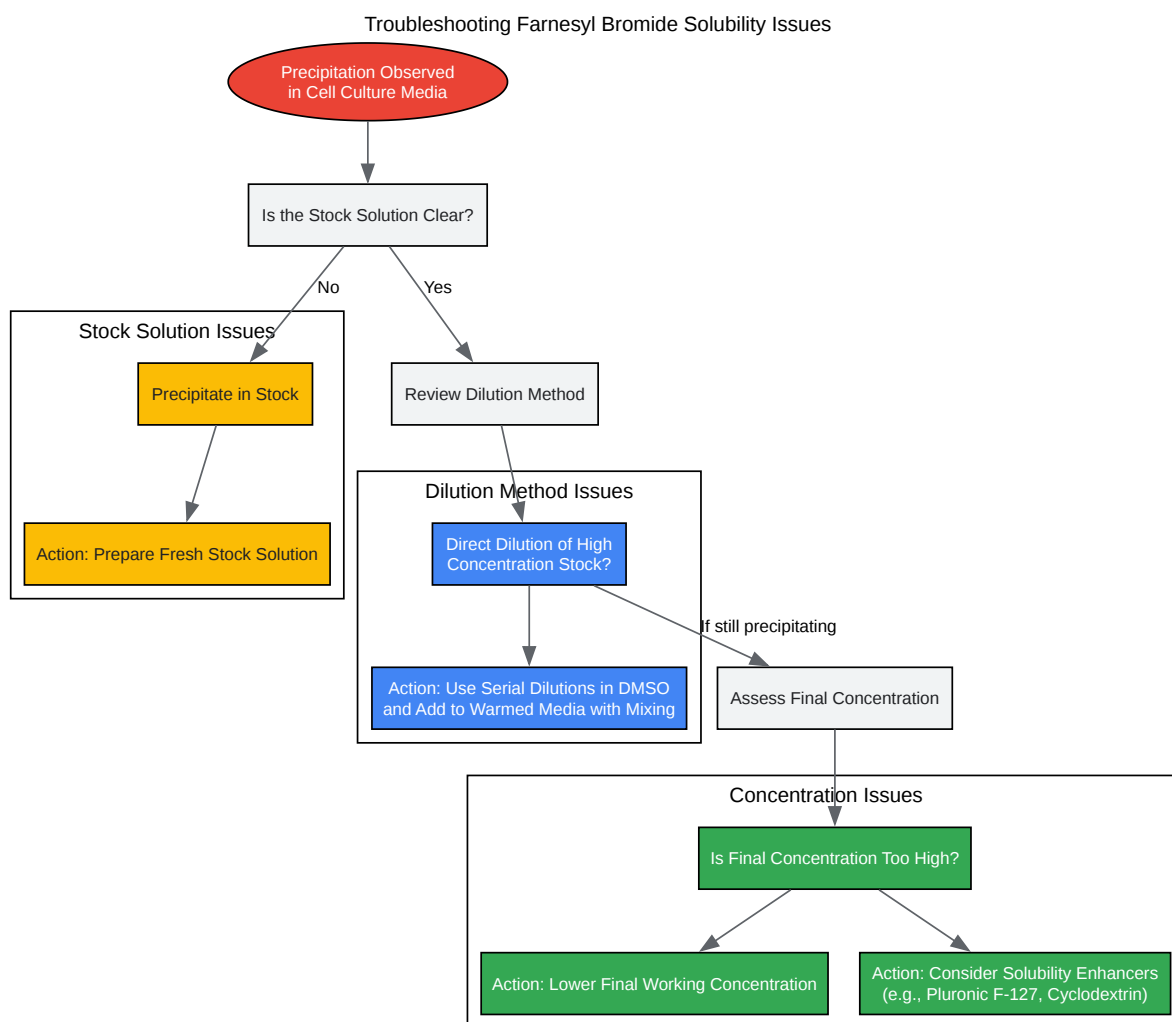 Troubleshooting Farnesyl Bromide Solubility Issues
Precipitation Observed
in Cell Culture Media
Is the Stock Solution Clear?
No
Yes
Stock Solution Issues
Precipitate in Stock
Review Dilution Method
Action: Prepare Fresh Stock Solution
Dilution Method Issues
Direct Dilution of High
Concentration Stock?
If still precipitating
Action: Use Serial Dilutions in DMSO
and Add to Warmed Media with Mixing
Assess Final Concentration
Concentration Issues
Is Final Concentration Too High?
Action: Lower Final Working Concentration
Action: Consider Solubility Enhancers
(e.g., Pluronic F-127, Cyclodextrin)